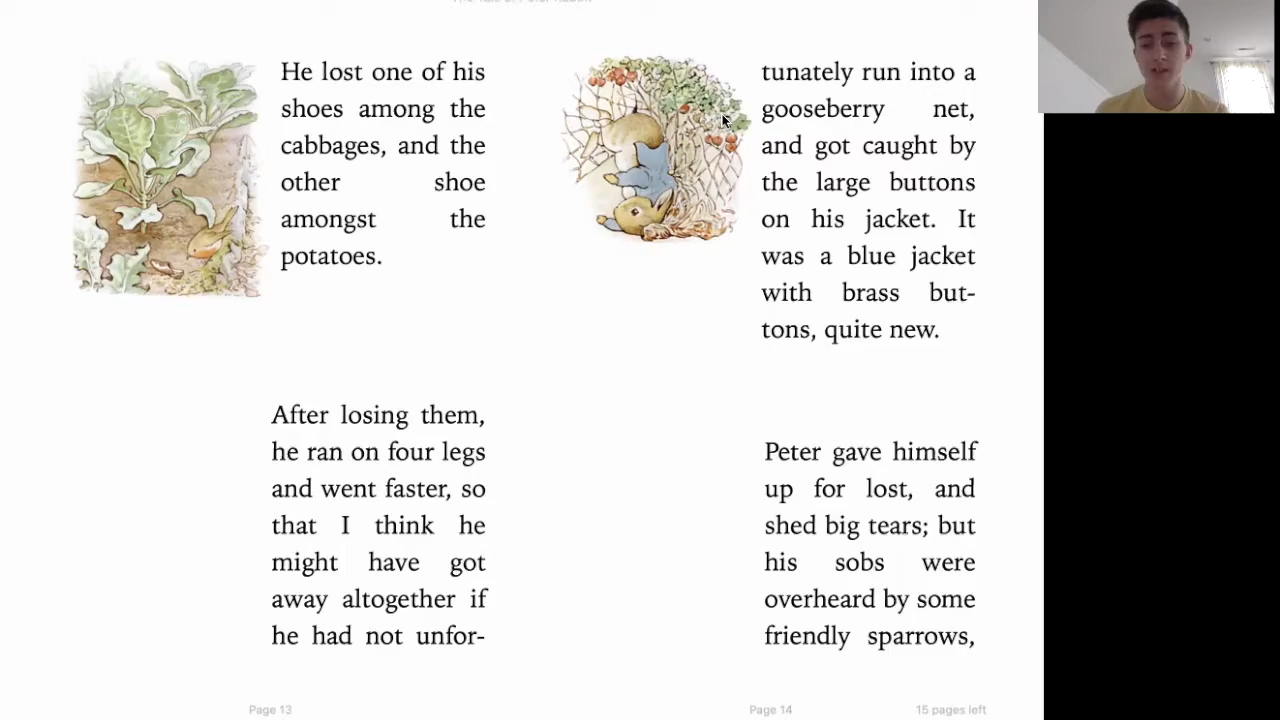 He lost one of his
shoes among the
cabbages, and the
other shoe
amongst the
potatoes.
After losing them,
he ran on four legs
and went faster, so
that I think he
might have got
away altogether if
he had not unfor-
Page 13
tunately run into a
gooseberry net,
and got caught by
the large buttons
on his jacket. It
was a blue jacket
with brass but-
tons, quite new.
Peter gave himself
up for lost, and
shed big tears; but
his sobs were
overheard by some
friendly sparrows,
Page 14
15 pages left